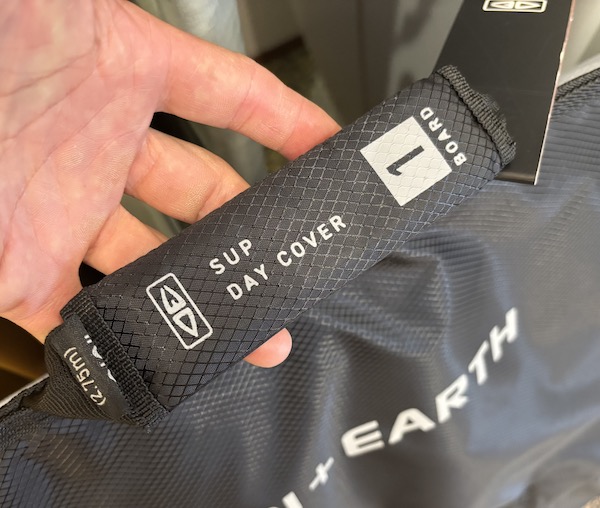 1
BOARD
SUP
DAY COVER
(2.75m)
+ EARTH